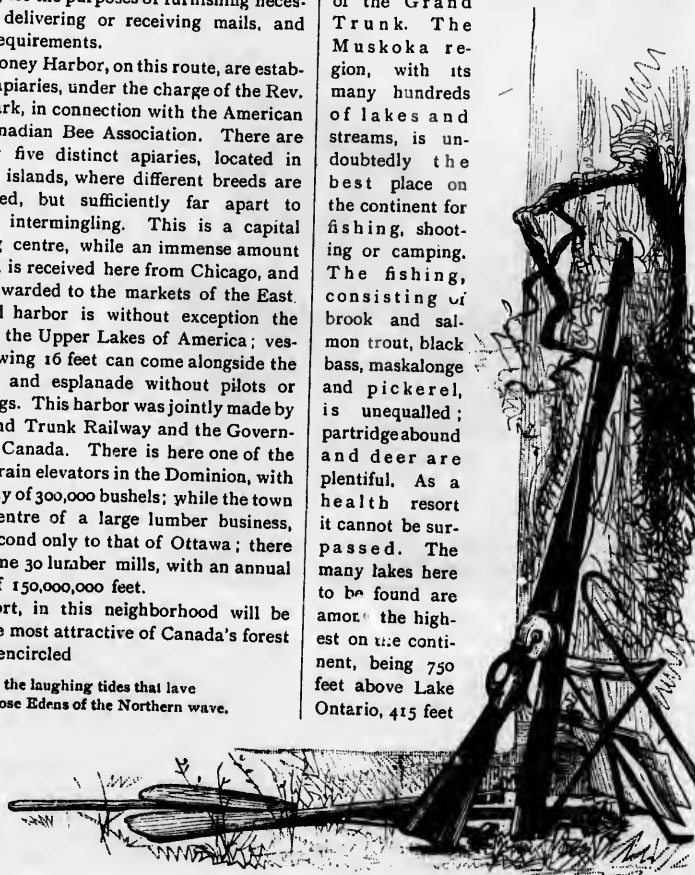 for the purposes of furnishing neces-
delivering or receiving mails, and
equirements.
oney Harbor, on this route, are estab-
apiaries, under the charge of the Rev.
ark, in connection with the American
nadian Bee Association. There are
five distinct apiaries, located in
islands, where different breeds are
ed, but sufficiently far apart to
intermingling. This is a capital
g centre, while an immense amount
is received here from Chicago, and
warded to the markets of the East.
d harbor is without exception the
the Upper Lakes of America; ves-
wing 16 feet can come alongside the
and esplanade without pilots or
gs. This harbor was jointly made by
nd Trunk Railway and the Govern-
Canada. There is here one of the
rain elevators in the Dominion, with
y of 300,000 bushels; while the town
entre of a large lumber business,
cond only to that of Ottawa; there
me 30 lumber mills, with an annual
f 150,000,000 feet.
ort, in this neighborhood will be
e most attractive of Canada's forest
encircled
the laughing tides that lave
ose Edens of the Northern wave.
of the Grand
Trunk. The
Muskoka re-
gion, with its
many hundreds
of lakes and
streams, is un-
doubtedly the
best place on
the continent for
fishing, shoot-
ing or camping.
The fishing,
consisting of
brook and sal-
mon trout, black
bass, maskalonge
and pickerel,
is unequalled;
partridge abound
and deer are
plentiful. As a
health resort
it cannot be sur-
passed. The
many lakes here
to be found are
among the high-
est on the conti-
nent, being 750
feet above Lake
Ontario, 415 feet